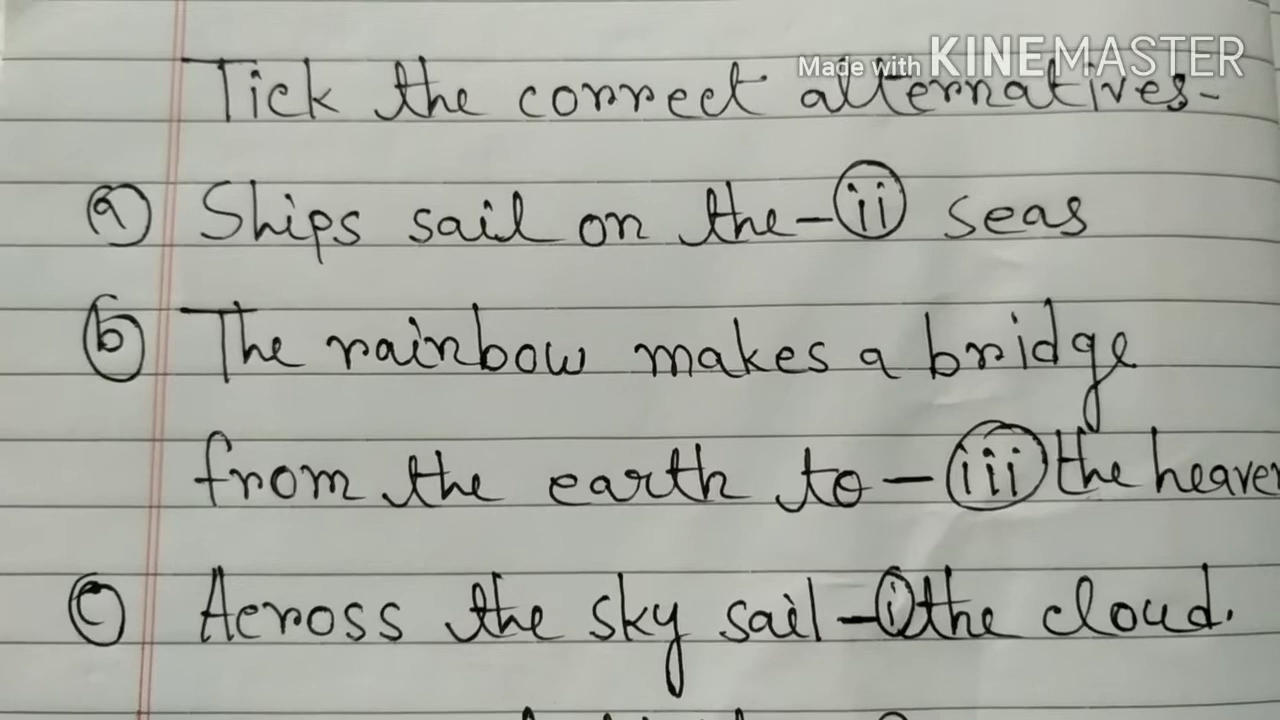 Made with KINEMASTER
Tick the correct alternatives-
(a) Ships sail on the - (ii) seas
(b) The rainbow makes a bridge
from the earth to - (iii) the heaven
(c) Across the sky sail - (i) the cloud.